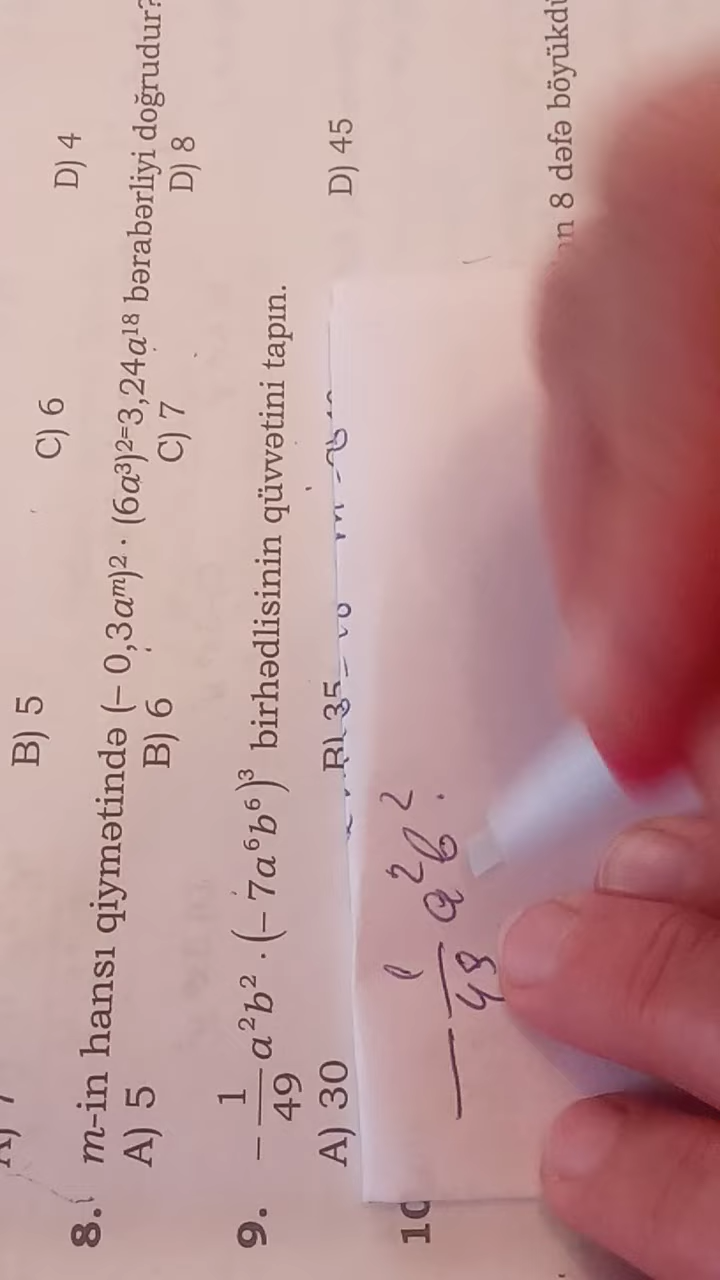 B) 5 C) 6 D) 4
8. m-in hansı qiymətində (– 0,3aᵐ)² · (6a³)²=3,24a¹⁸ bərabərliyi doğrudur?
A) 5 B) 6 C) 7 D) 8
9. –1/49 a²b² · (– 7a⁶b⁶)³ birhədlisinin qüvvətini tapın.
A) 30 B) 35 D) 45
– 1/49 a²b² ·
8 dəfə